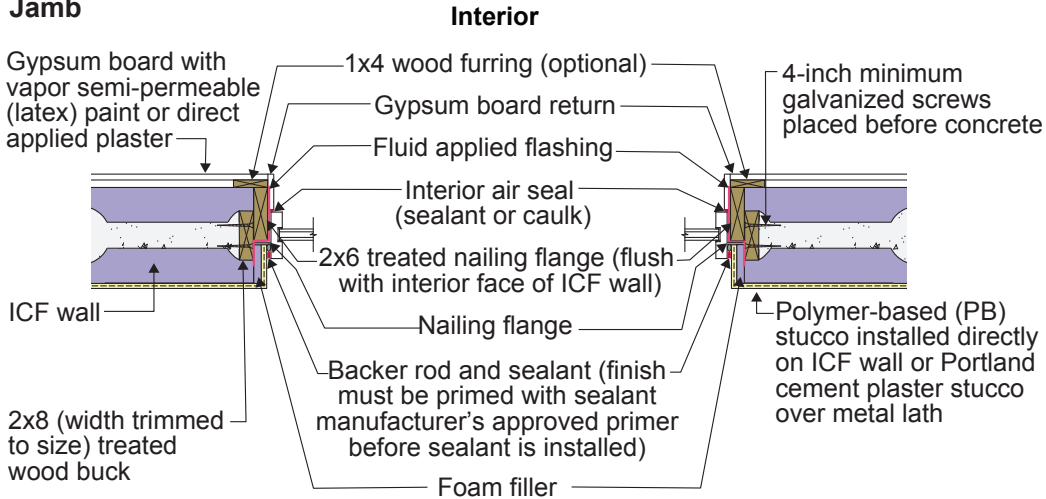 Jamb
Interior
Gypsum board with
vapor semi-permeable
(latex) paint or direct
applied plaster
1x4 wood furring (optional)
Gypsum board return
Fluid applied flashing
Interior air seal
(sealant or caulk)
2x6 treated nailing flange (flush
with interior face of ICF wall)
Nailing flange
Backer rod and sealant (finish
must be primed with sealant
manufacturer's approved primer
before sealant is installed)
Foam filler
4-inch minimum
galvanized screws
placed before concrete
ICF wall
2x8 (width trimmed
to size) treated
wood buck
Polymer-based (PB)
stucco installed directly
on ICF wall or Portland
cement plaster stucco
over metal lath